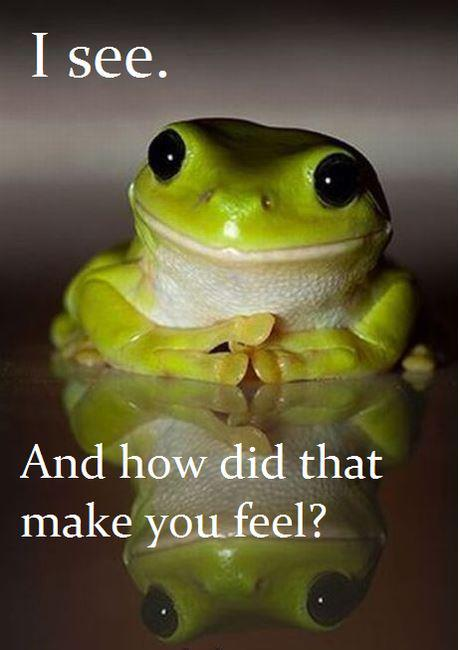 I see.
And how did that
make you feel?